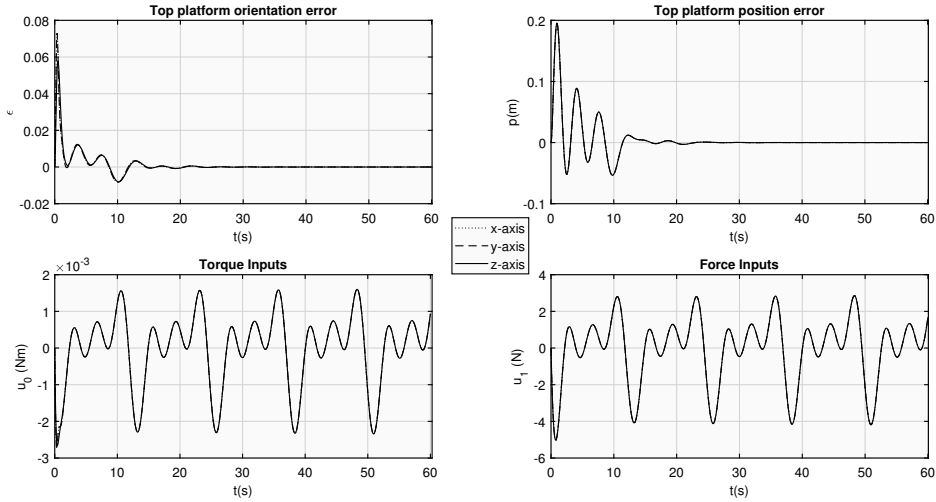 Top platform orientation error
0.08
0.06
0.04
0.02
0
-0.02
ϵ
0 10 20 30 40 50 60
t(s)
Top platform position error
0.2
0.1
0
-0.1
p(m)
0 10 20 30 40 50 60
t(s)
x-axis
y-axis
z-axis
×10⁻³
Torque Inputs
2
1
0
-1
-2
-3
u₀ (Nm)
0 10 20 30 40 50 60
t(s)
Force Inputs
4
2
0
-2
-4
-6
u₁ (N)
0 10 20 30 40 50 60
t(s)